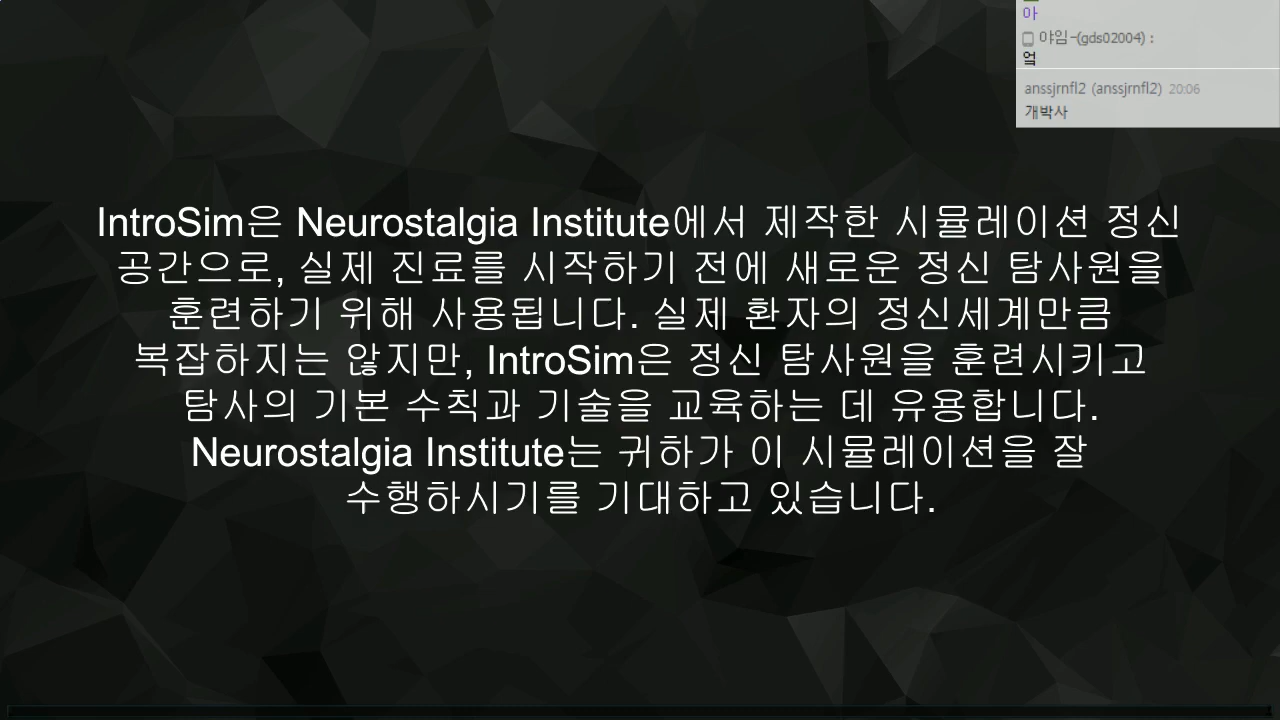 아
야임-(gds02004) :
엌
anssjrnfl2 (anssjrnfl2) 20:06
개박사
IntroSim은 Neurostalgia Institute에서 제작한 시뮬레이션 정신
공간으로, 실제 진료를 시작하기 전에 새로운 정신 탐사원을
훈련하기 위해 사용됩니다. 실제 환자의 정신세계만큼
복잡하지는 않지만, IntroSim은 정신 탐사원을 훈련시키고
탐사의 기본 수칙과 기술을 교육하는 데 유용합니다.
Neurostalgia Institute는 귀하가 이 시뮬레이션을 잘
수행하시기를 기대하고 있습니다.